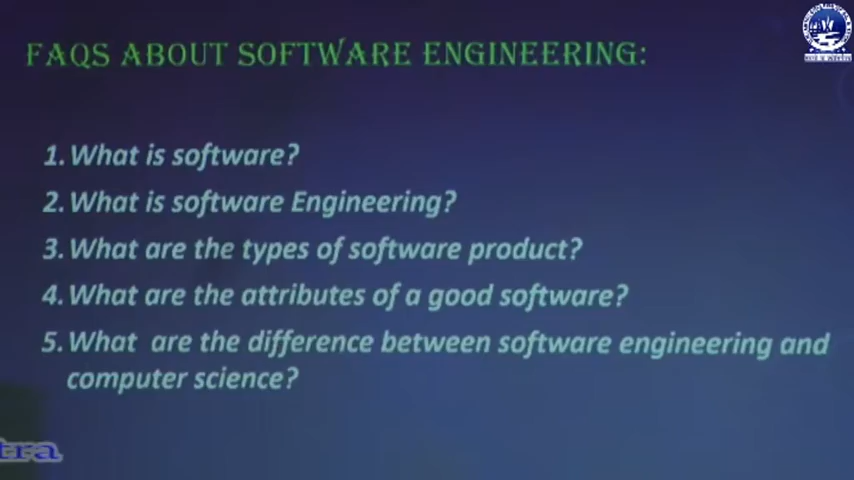 FAQS ABOUT SOFTWARE ENGINEERING:
1. What is software?
2. What is software Engineering?
3. What are the types of software product?
4. What are the attributes of a good software?
5. What are the difference between software engineering and
computer science?
tra